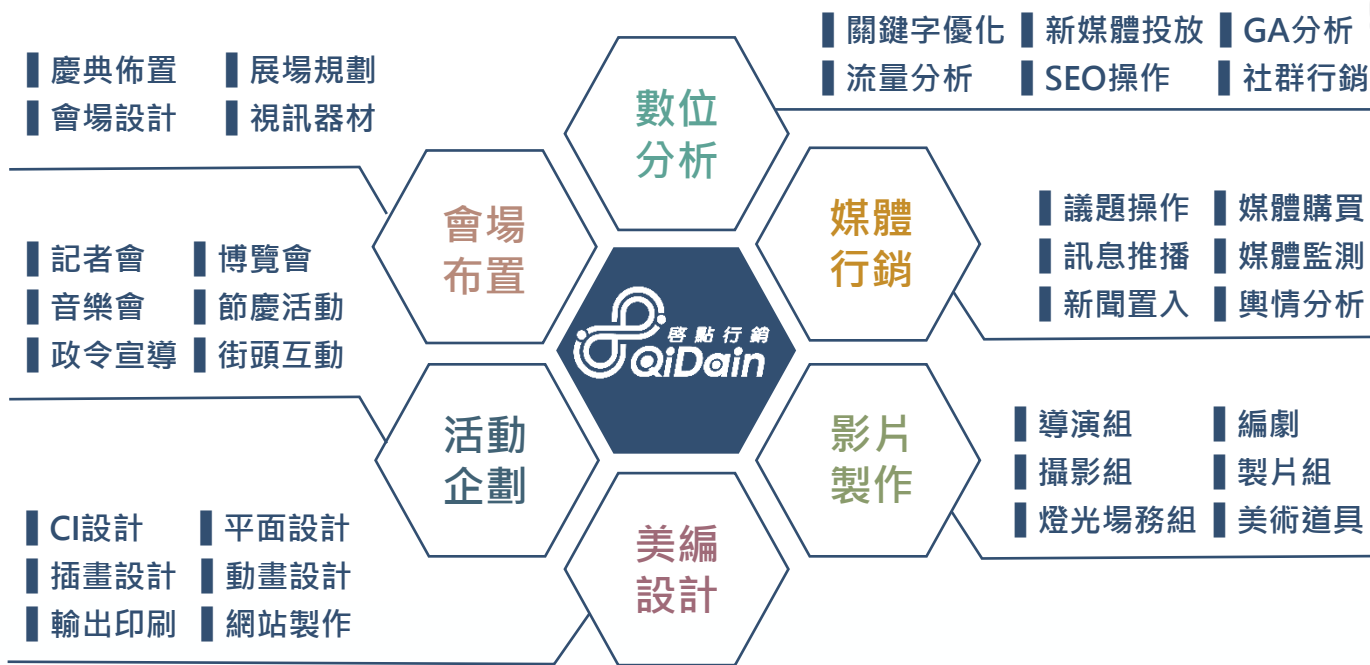 關鍵字優化 新媒體投放 GA分析
流量分析 SEO操作 社群行銷
數位
分析
慶典佈置 展場規劃
會場設計 視訊器材
會場
布置
媒體
行銷
議題操作 媒體購買
訊息推播 媒體監測
新聞置入 輿情分析
記者會 博覽會
音樂會 節慶活動
政令宣導 街頭互動
啓點行銷
QiDain
活動
企劃
影片
製作
導演組 編劇
攝影組 製片組
燈光場務組 美術道具
CI設計 平面設計
插畫設計 動畫設計
輸出印刷 網站製作
美編
設計